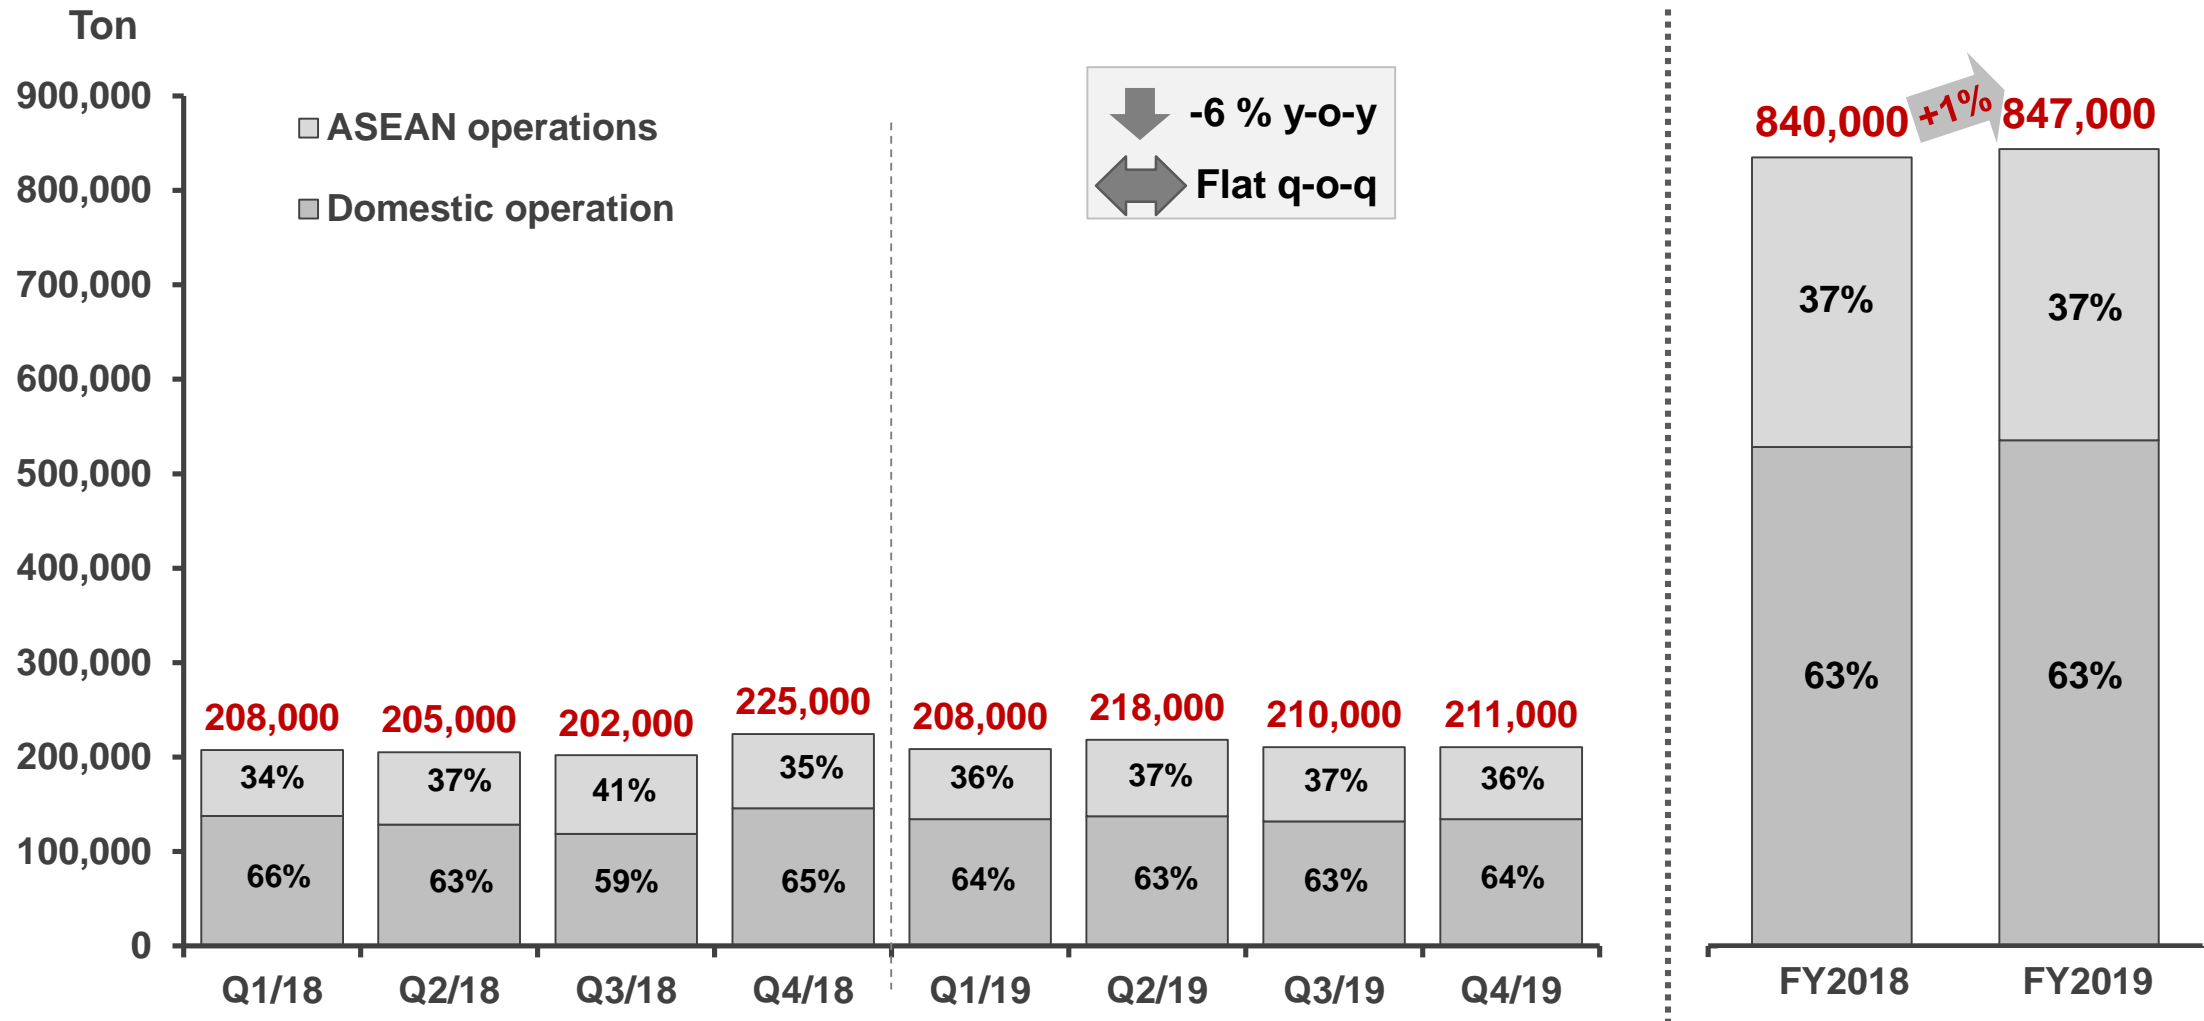 Ton
900,000
800,000
700,000
600,000
500,000
400,000
300,000
200,000
100,000
0
ASEAN operations
Domestic operation
-6 % y-o-y
Flat q-o-q
208,000 205,000 202,000 225,000 208,000 218,000 210,000 211,000
34% 37% 41% 35% 36% 37% 37% 36%
66% 63% 59% 65% 64% 63% 63% 64%
Q1/18 Q2/18 Q3/18 Q4/18 Q1/19 Q2/19 Q3/19 Q4/19
840,000 +1% 847,000
37% 37%
63% 63%
FY2018 FY2019